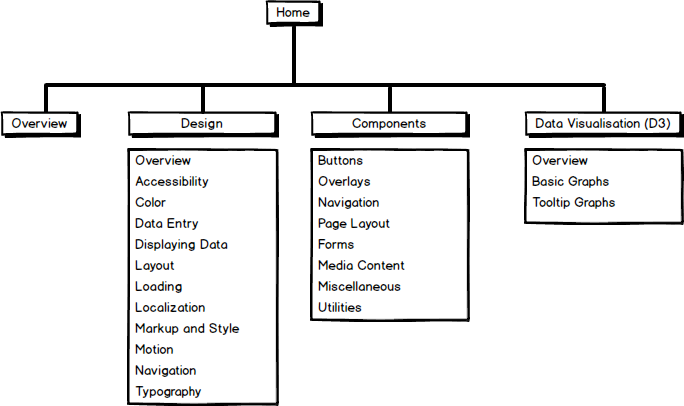 Home
Overview
Design
Components
Data Visualisation (D3)
Overview
Accessibility
Color
Data Entry
Displaying Data
Layout
Loading
Localization
Markup and Style
Motion
Navigation
Typography
Buttons
Overlays
Navigation
Page Layout
Forms
Media Content
Miscellaneous
Utilities
Overview
Basic Graphs
Tooltip Graphs